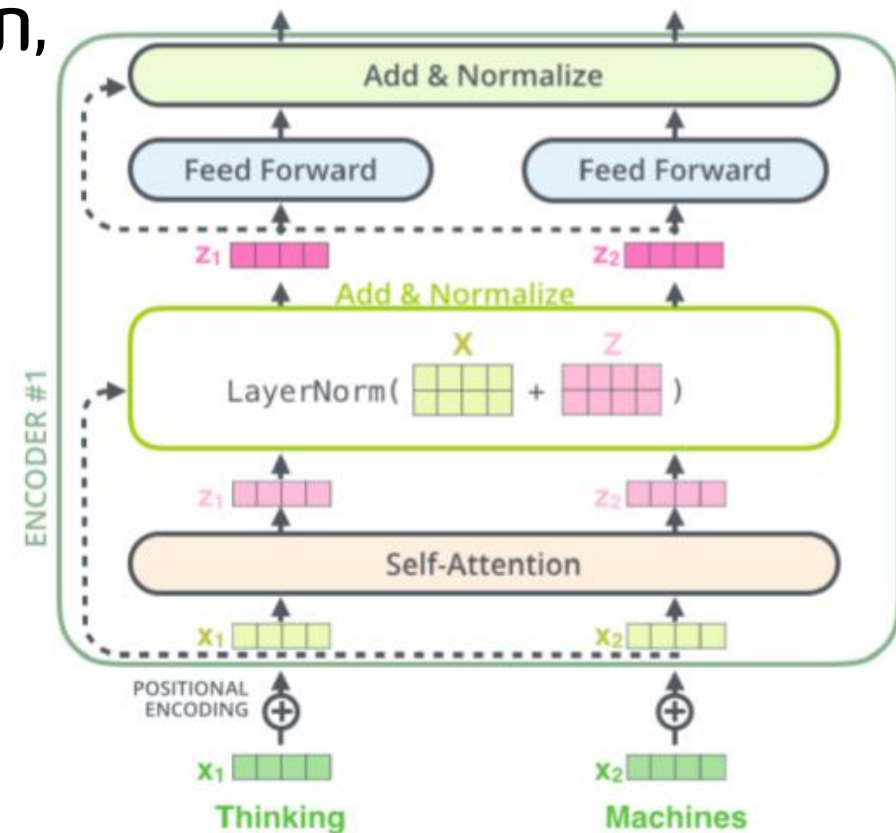 Add & Normalize
Feed Forward Feed Forward
z1 z2
Add & Normalize
X Z
LayerNorm( + )
ENCODER #1
z1 z2
Self-Attention
x1 x2
POSITIONAL
ENCODING
x1 x2
Thinking Machines